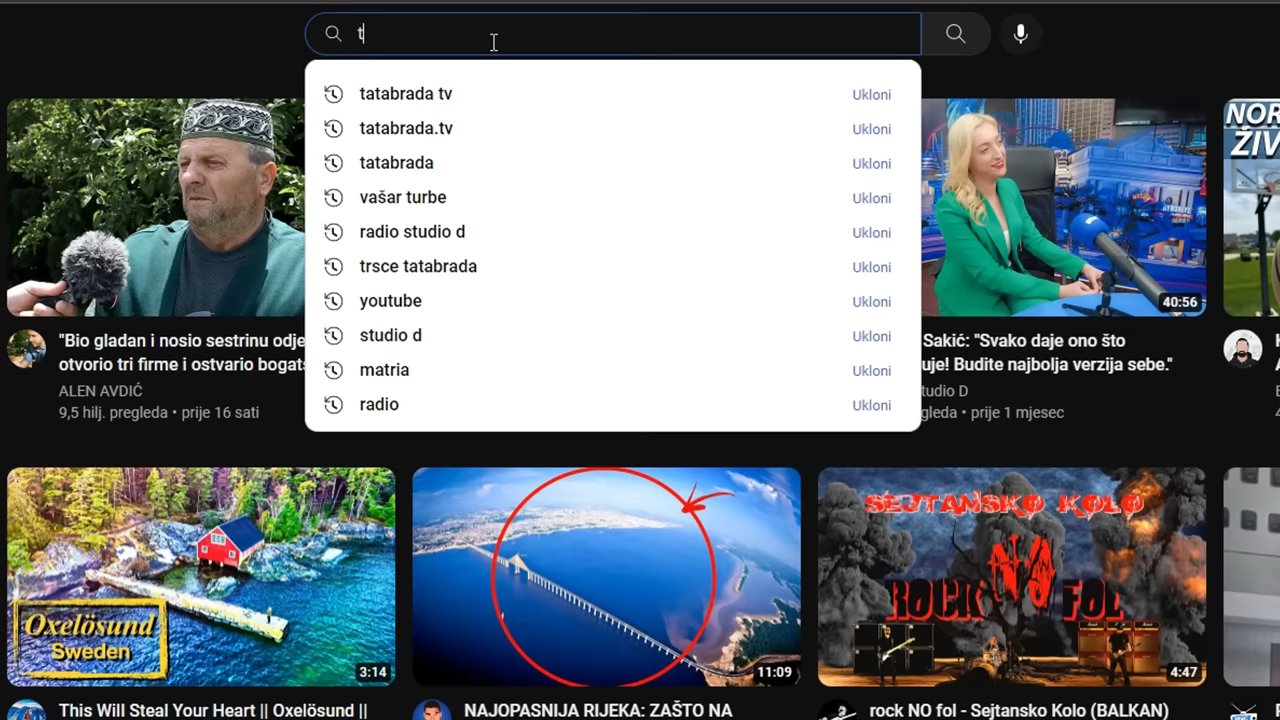 t
tatabrada tv
Ukloni
tatabrada.tv
Ukloni
tatabrada
Ukloni
vašar turbe
Ukloni
radio studio d
Ukloni
trsce tatabrada
Ukloni
youtube
Ukloni
studio d
Ukloni
matria
Ukloni
radio
Ukloni
NOR
ŽIV
40:56
"Bio gladan i nosio sestrinu odje
otvorio tri firme i ostvario bogats
ALEN AVDIĆ
9,5 hilj. pregleda • prije 16 sati
Sakić: "Svako daje ono što
uje! Budite najbolja verzija sebe."
tudio D
gleda • prije 1 mjesec
Oxelösund
Sweden
3:14
11:09
SEJTANSKO KOLO
ROCK NO FOL
4:47
This Will Steal Your Heart || Oxelösund ||
NAJOPASNIJA RIJEKA: ZAŠTO NA
rock NO fol - Sejtansko Kolo (BALKAN)